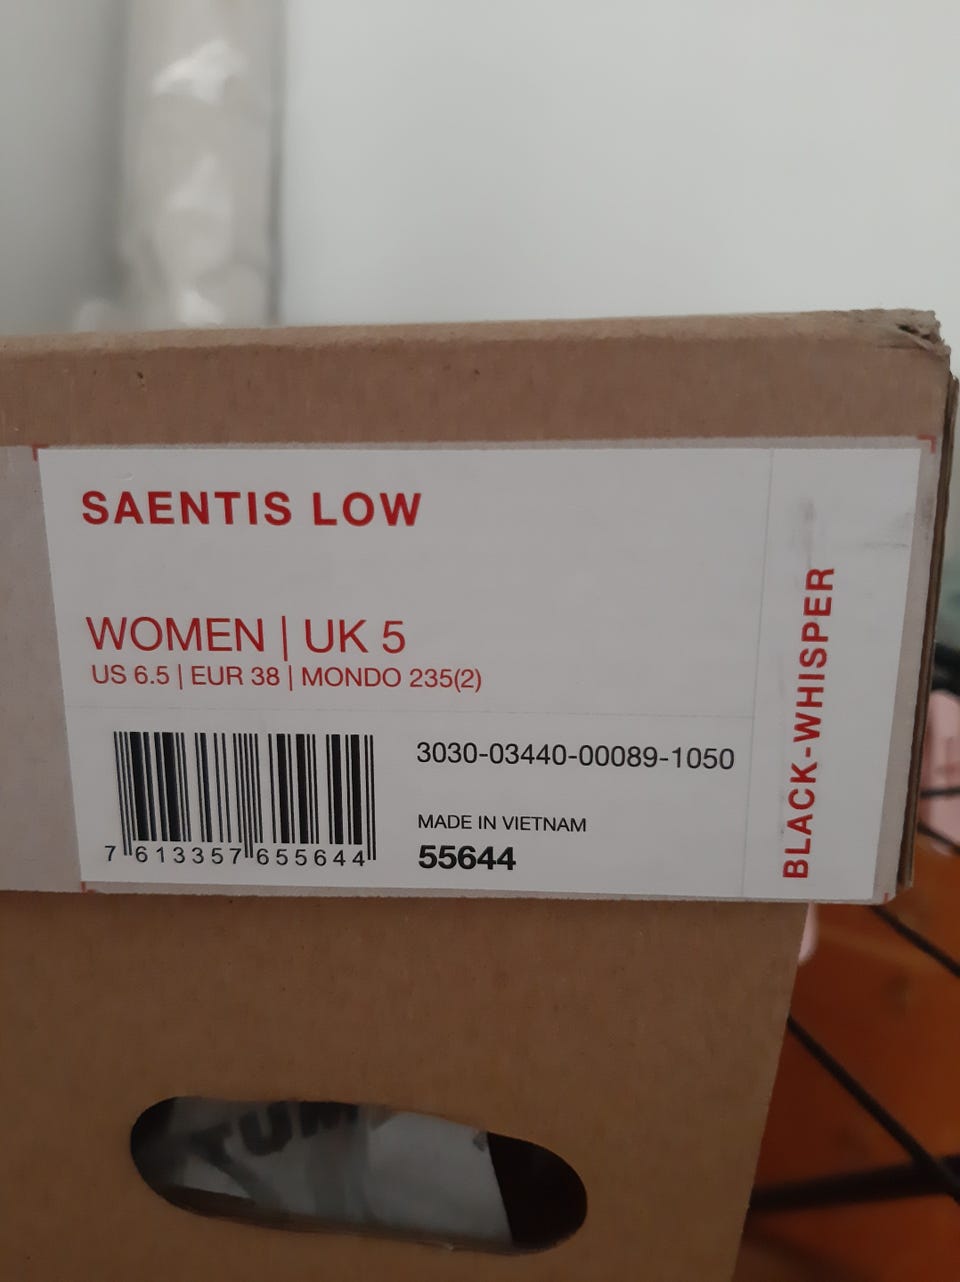 SAENTIS LOW
WOMEN | UK 5
US 6.5 | EUR 38 | MONDO 235(2)
3030-03440-00089-1050
MADE IN VIETNAM
55644
7 613357 655644
BLACK-WHISPER